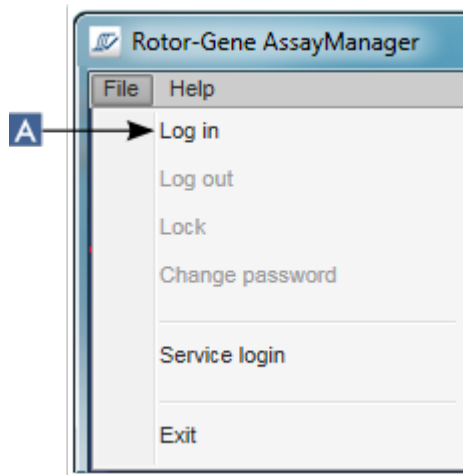 Rotor-Gene AssayManager
File Help
A Log in
Log out
Lock
Change password
Service login
Exit